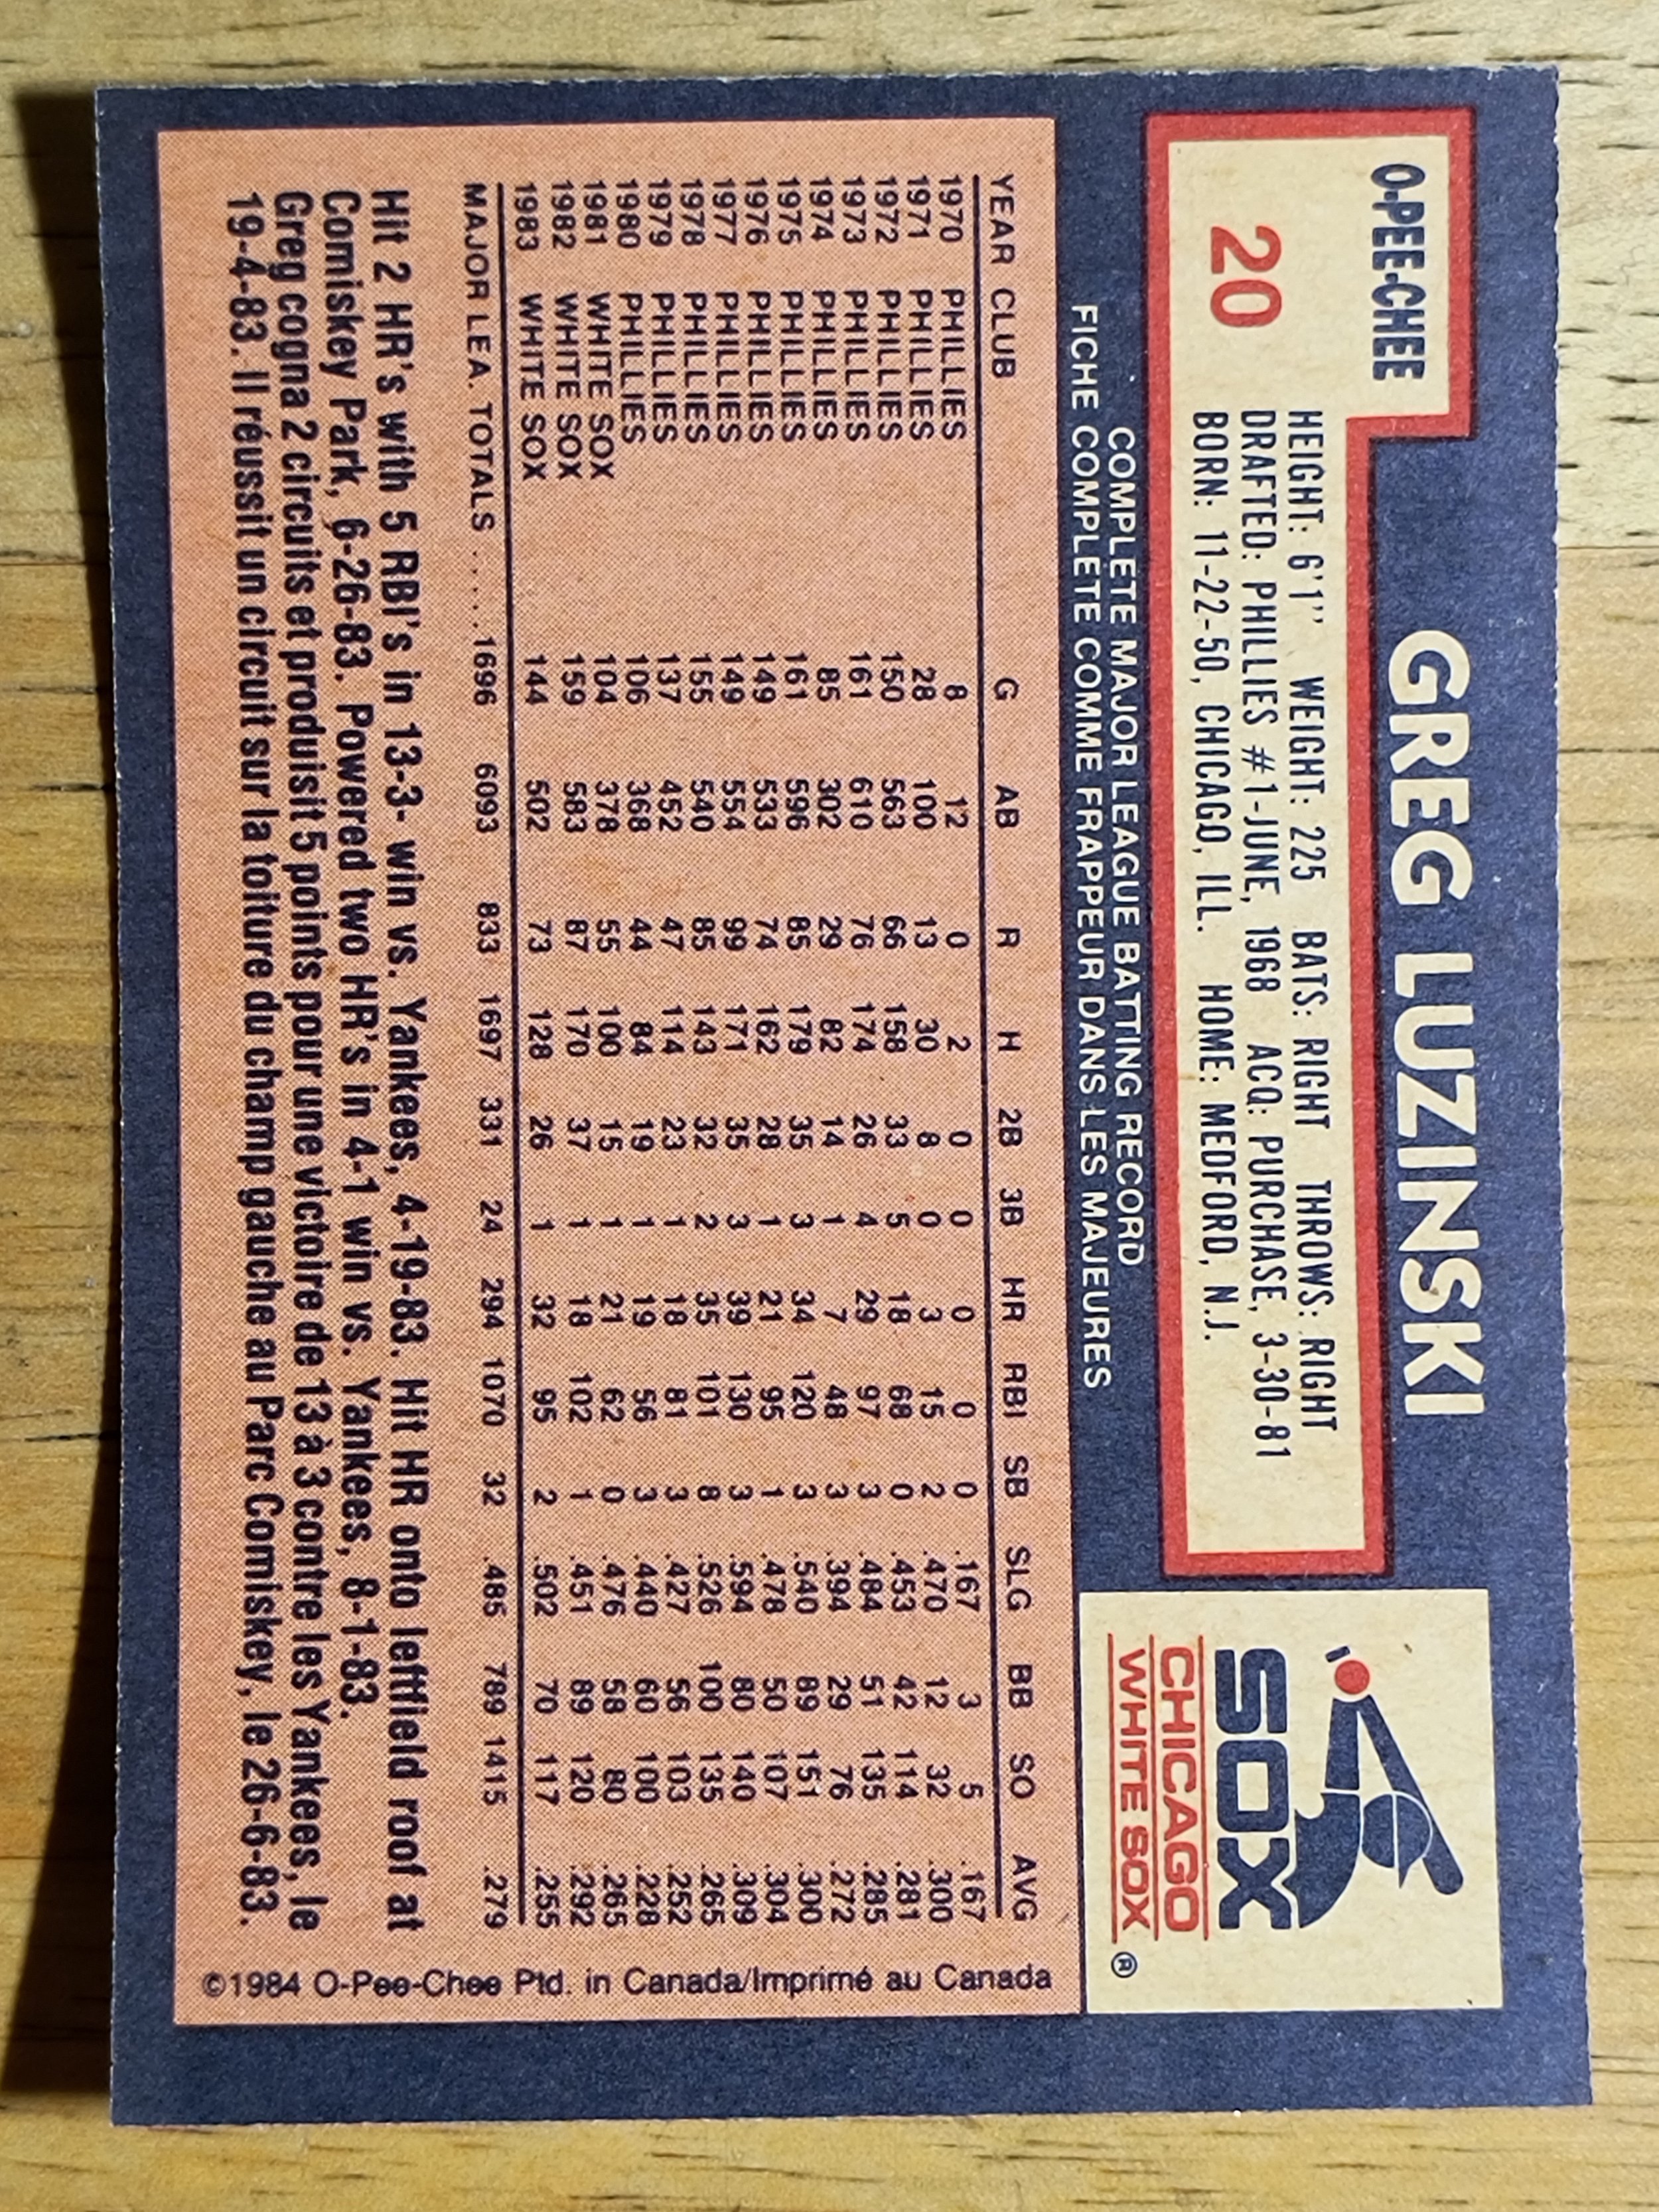 O-PEE-CHEE
20
GREG LUZINSKI
HEIGHT: 6'1" WEIGHT: 225 BATS: RIGHT THROWS: RIGHT
DRAFTED: PHILLIES #1-JUNE, 1968 ACQ: PURCHASE, 3-30-81
BORN: 11-22-50, CHICAGO, ILL. HOME: MEDFORD, N.J.
SOX
CHICAGO
WHITE SOX
®
COMPLETE MAJOR LEAGUE BATTING RECORD
FICHE COMPLETE COMME FRAPPEUR DANS LES MAJEURES
YEAR CLUB G AB R H 2B 3B HR RBI SB SLG BB SO AVG
1970 PHILLIES 8 12 0 2 0 0 0 0 0 .167 3 5 .167
1971 PHILLIES 28 100 13 30 8 0 3 15 2 .470 12 32 .300
1972 PHILLIES 150 563 66 158 33 5 18 68 0 .453 42 114 .281
1973 PHILLIES 161 610 76 174 26 4 29 97 3 .484 51 135 .285
1974 PHILLIES 85 302 29 82 14 1 7 48 3 .394 29 76 .272
1975 PHILLIES 161 596 85 179 35 3 34 120 3 .540 89 151 .300
1976 PHILLIES 149 533 74 162 28 1 21 95 1 .478 50 107 .304
1977 PHILLIES 149 554 99 171 35 3 39 130 3 .594 80 140 .309
1978 PHILLIES 155 540 85 143 32 2 35 101 8 .526 100 135 .265
1979 PHILLIES 137 452 47 114 23 1 18 81 3 .427 56 103 .252
1980 PHILLIES 106 368 44 84 19 1 19 56 3 .440 60 100 .228
1981 WHITE SOX 104 378 55 100 15 1 21 62 0 .476 58 80 .265
1982 WHITE SOX 159 583 87 170 37 1 18 102 1 .451 89 120 .292
1983 WHITE SOX 144 502 73 128 26 1 32 95 2 .502 70 117 .255
MAJOR LEA. TOTALS .....1696 6093 833 1697 331 24 294 1070 32 .485 789 1415 .279
Hit 2 HR's with 5 RBI's in 13-3- win vs. Yankees, 4-19-83. Hit HR onto leftfield roof at
Comiskey Park, 6-26-83. Powered two HR's in 4-1 win vs. Yankees, 8-1-83.
Greg cogna 2 circuits et produisit 5 points pour une victoire de 13 à 3 contre les Yankees, le
19-4-83. Il réussit un circuit sur la toiture du champ gauche au Parc Comiskey, le 26-6-83.
©1984 O-Pee-Chee Ptd. in Canada/Imprimé au Canada